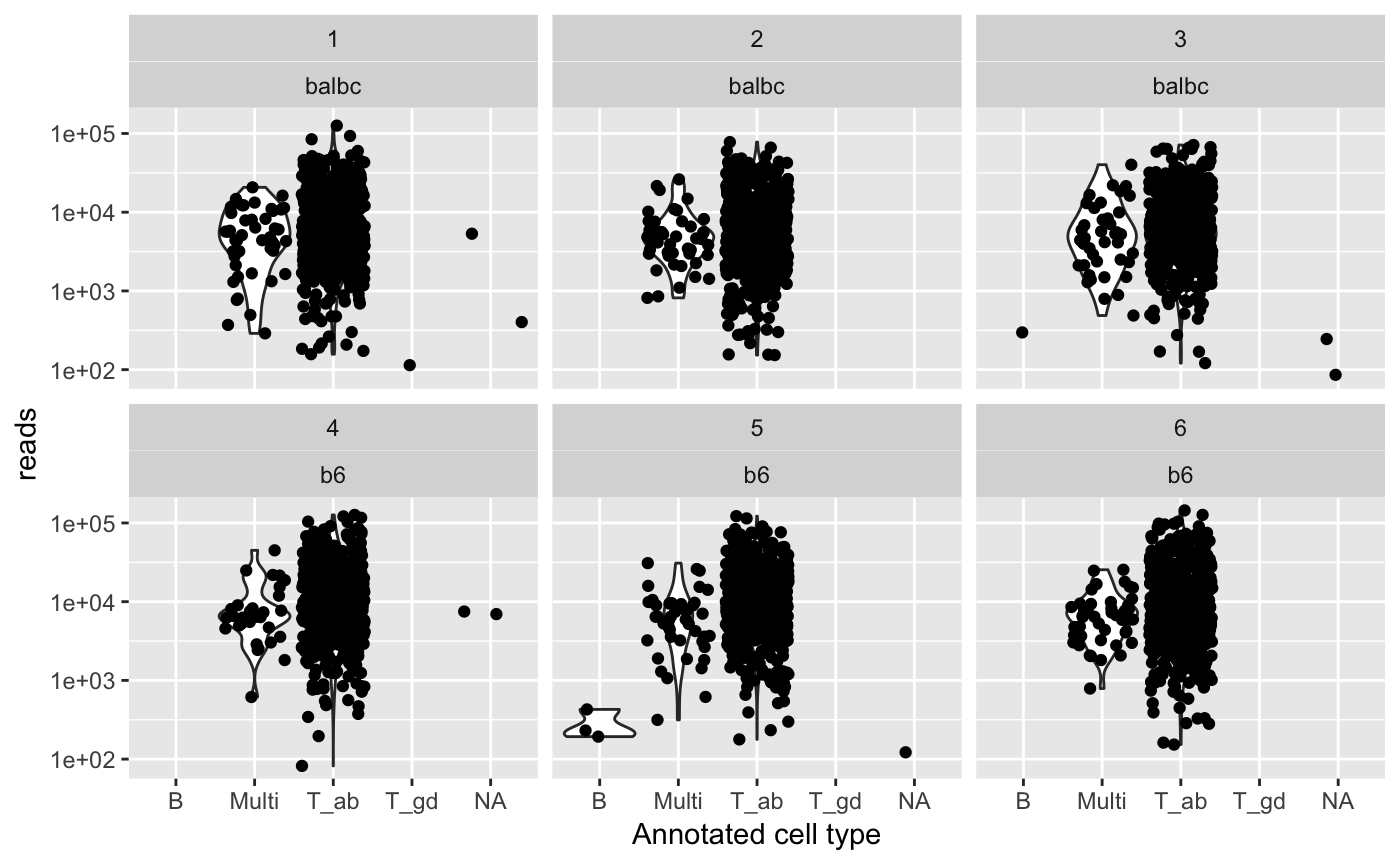 1 2 3
balbc balbc balbc
1e+05
1e+04
1e+03
1e+02
4 5 6
b6 b6 b6
1e+05
1e+04
1e+03
1e+02
reads
B Multi T_ab T_gd NA B Multi T_ab T_gd NA B Multi T_ab T_gd NA
Annotated cell type